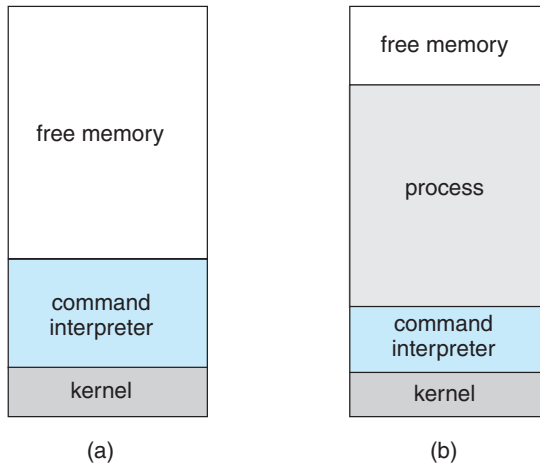 free memory
command
interpreter
kernel
(a)
free memory
process
command
interpreter
kernel
(b)